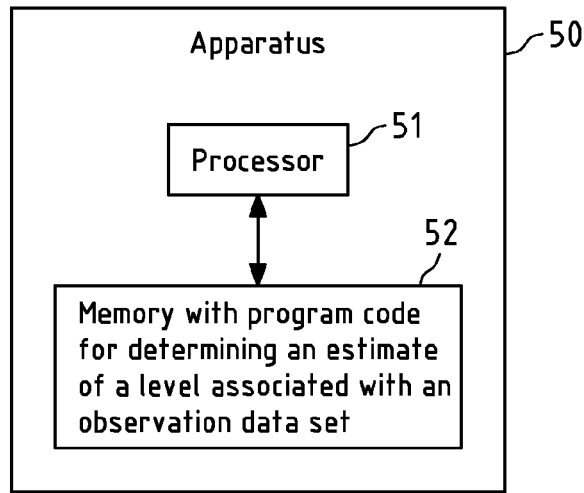 Apparatus
50
51
Processor
52
Memory with program code
for determining an estimate
of a level associated with an
observation data set